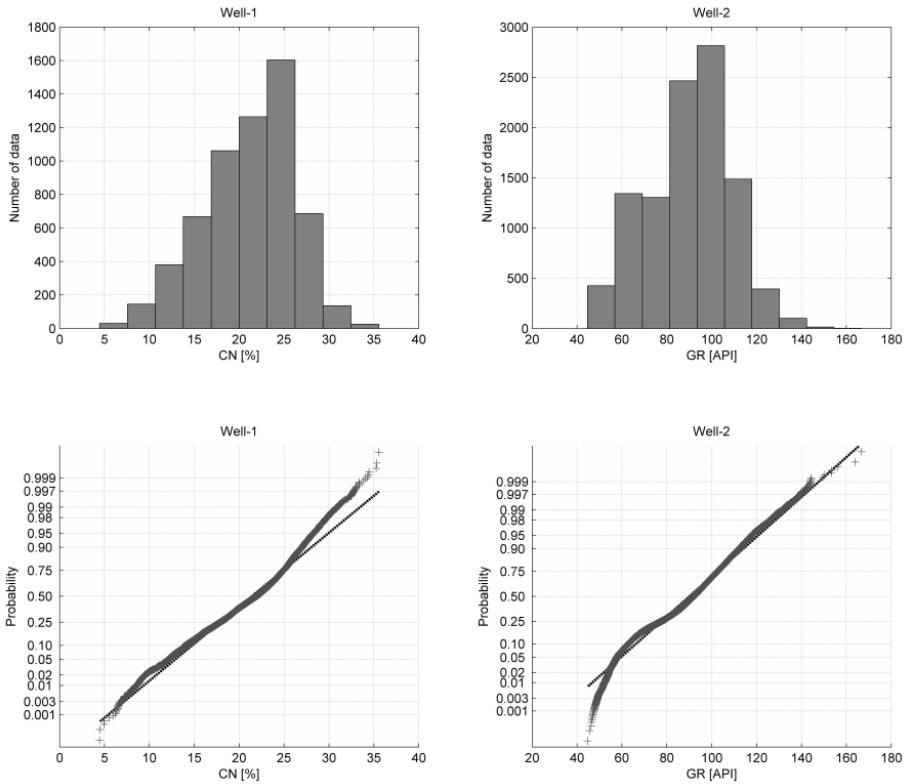 Well-1
Number of data
1800
1600
1400
1200
1000
800
600
400
200
0
0 5 10 15 20 25 30 35 40
CN [%]
Well-2
Number of data
3000
2500
2000
1500
1000
500
0
20 40 60 80 100 120 140 160 180
GR [API]
Well-1
Probability
0.999
0.997
0.99
0.98
0.95
0.90
0.75
0.50
0.25
0.10
0.05
0.02
0.01
0.003
0.001
0 5 10 15 20 25 30 35 40
CN [%]
Well-2
Probability
0.999
0.997
0.99
0.98
0.95
0.90
0.75
0.50
0.25
0.10
0.05
0.02
0.01
0.003
0.001
20 40 60 80 100 120 140 160 180
GR [API]